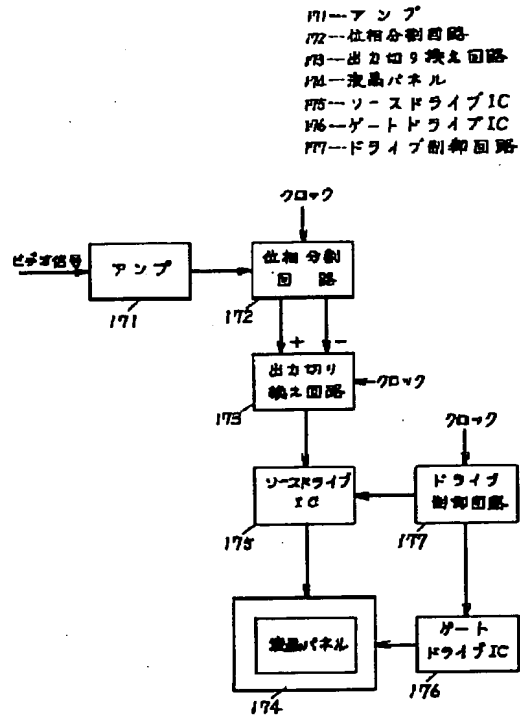 171---アンプ
172---位相分割回路
173---出力切り換え回路
174---液晶パネル
175---ソースドライブIC
176---ゲートドライブIC
177---ドライブ制御回路
クロック
ビデオ信号
アンプ
171
位相分割
回路
172
+ -
出力切り
換え回路
クロック
173
クロック
ソースドライブ
IC
175
ドライブ
制御回路
177
液晶パネル
174
ゲート
ドライブIC
176